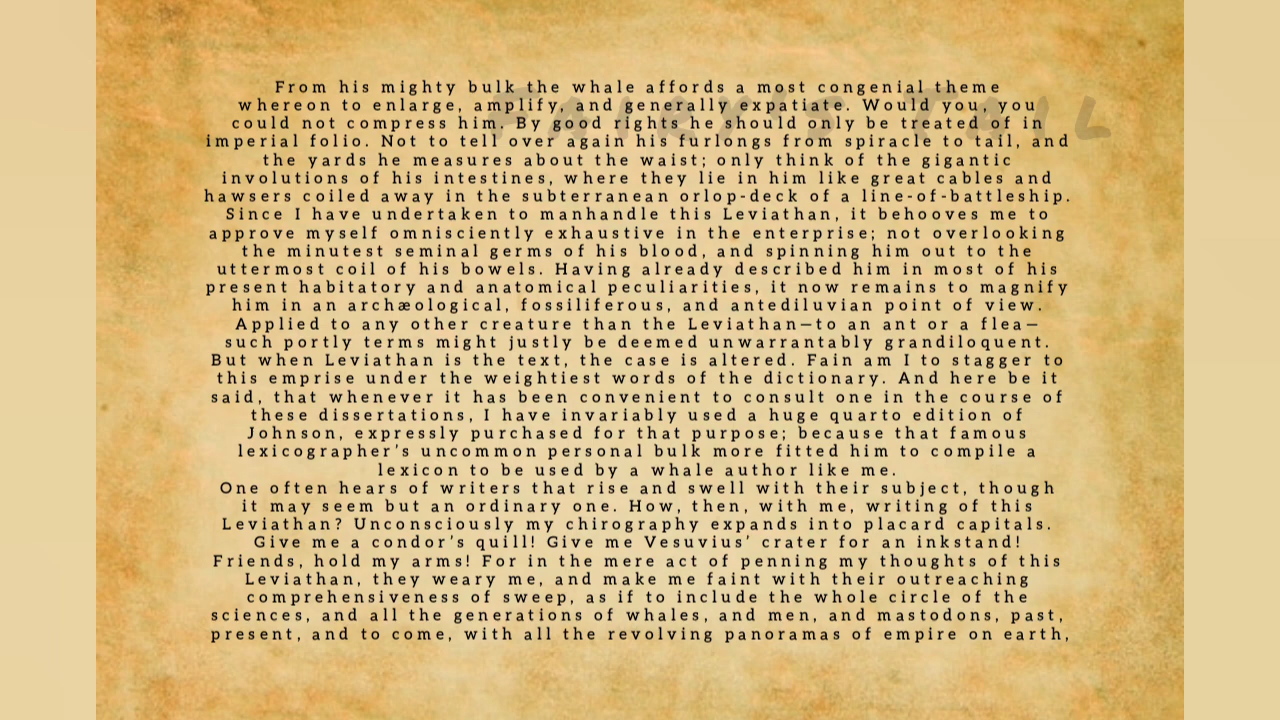 From his mighty bulk the whale affords a most congenial theme
whereon to enlarge, amplify, and generally expatiate. Would you, you
could not compress him. By good rights he should only be treated of in
imperial folio. Not to tell over again his furlongs from spiracle to tail, and
the yards he measures about the waist; only think of the gigantic
involutions of his intestines, where they lie in him like great cables and
hawsers coiled away in the subterranean orlop-deck of a line-of-battleship.
Since I have undertaken to manhandle this Leviathan, it behooves me to
approve myself omnisciently exhaustive in the enterprise; not overlooking
the minutest seminal germs of his blood, and spinning him out to the
uttermost coil of his bowels. Having already described him in most of his
present habitatory and anatomical peculiarities, it now remains to magnify
him in an archæological, fossiliferous, and antediluvian point of view.
Applied to any other creature than the Leviathan—to an ant or a flea—
such portly terms might justly be deemed unwarrantably grandiloquent.
But when Leviathan is the text, the case is altered. Fain am I to stagger to
this emprise under the weightiest words of the dictionary. And here be it
said, that whenever it has been convenient to consult one in the course of
these dissertations, I have invariably used a huge quarto edition of
Johnson, expressly purchased for that purpose; because that famous
lexicographer’s uncommon personal bulk more fitted him to compile a
lexicon to be used by a whale author like me.
One often hears of writers that rise and swell with their subject, though
it may seem but an ordinary one. How, then, with me, writing of this
Leviathan? Unconsciously my chirography expands into placard capitals.
Give me a condor’s quill! Give me Vesuvius’ crater for an inkstand!
Friends, hold my arms! For in the mere act of penning my thoughts of this
Leviathan, they weary me, and make me faint with their outreaching
comprehensiveness of sweep, as if to include the whole circle of the
sciences, and all the generations of whales, and men, and mastodons, past,
present, and to come, with all the revolving panoramas of empire on earth,